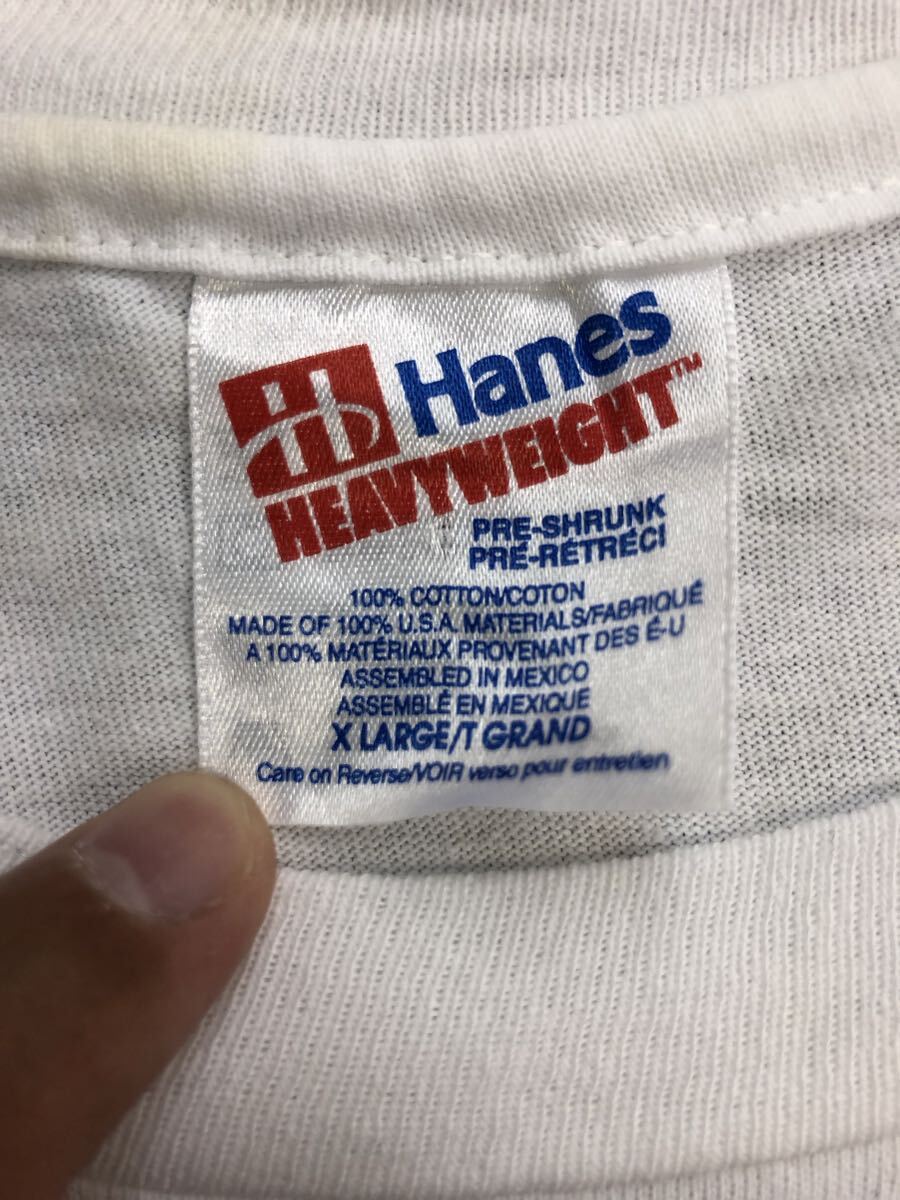 Hanes
HEAVYWEIGHT™
PRE-SHRUNK
PRÉ-RÉTRÉCI
100% COTTON/COTON
MADE OF 100% U.S.A. MATERIALS/FABRIQUÉ
A 100% MATÉRIAUX PROVENANT DES É-U
ASSEMBLED IN MEXICO
ASSEMBLÉ EN MEXIQUE
X LARGE/T GRAND
Care on Reverse/VOIR verso pour entretien